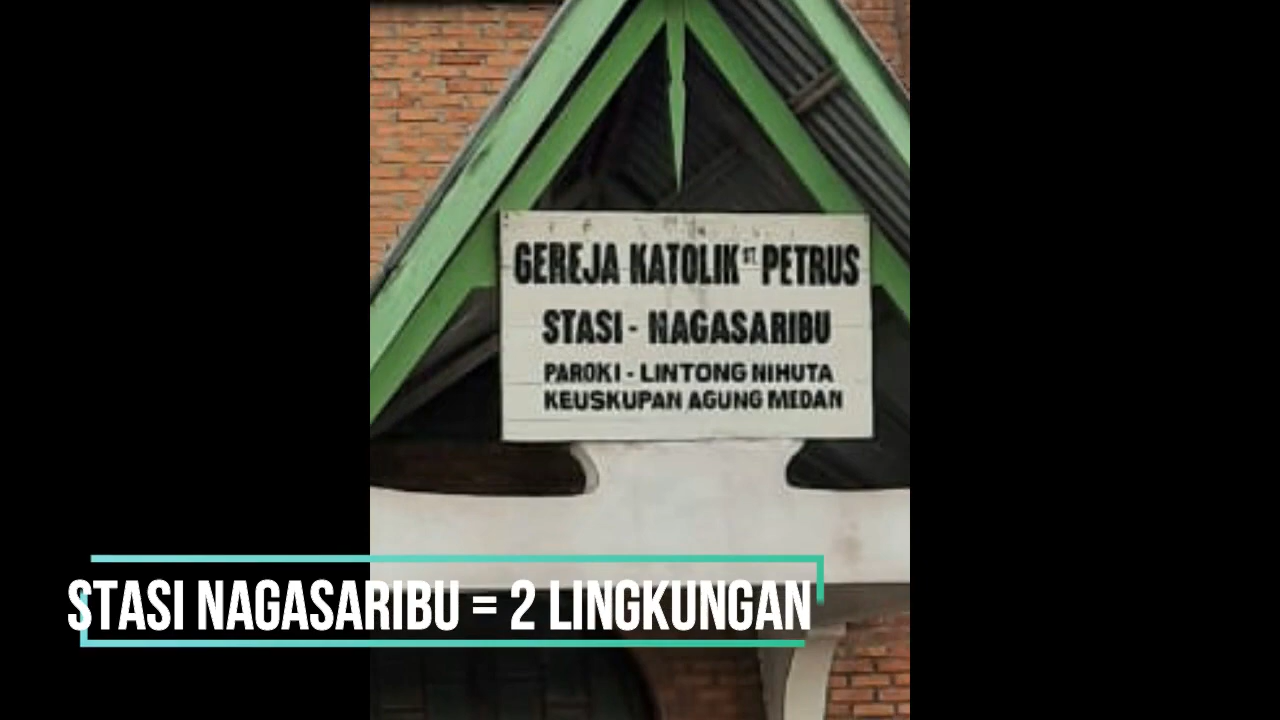 GEREJA KATOLIK ST. PETRUS
STASI - NAGASARIBU
PAROKI - LINTONG NIHUTA
KEUSKUPAN AGUNG MEDAN
STASI NAGASARIBU = 2 LINGKUNGAN